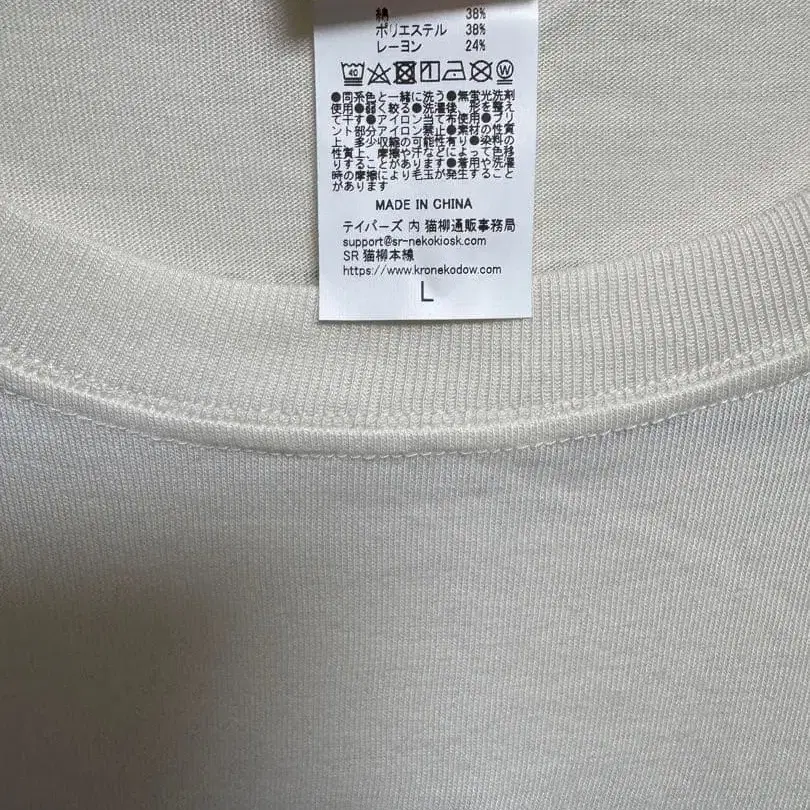 綿 38%
ポリエステル 38%
レーヨン 24%
40 W
●同系色と一緒に洗う●無蛍光洗剤
使用●弱く絞る●洗濯後、形を整え
て干す●アイロン当て布使用●プリ
ント部分アイロン禁止●素材の性質
上、多少収縮の可能性有り●染料の
性質上、摩擦や汗などによって色移
りすることがあります●着用や洗濯
時の摩擦により毛玉が発生すること
があります
MADE IN CHINA
テイパーズ 内 猫柳通販事務局
support@sr-nekokiosk.com
SR 猫柳本線
https://www.kronekodow.com
L